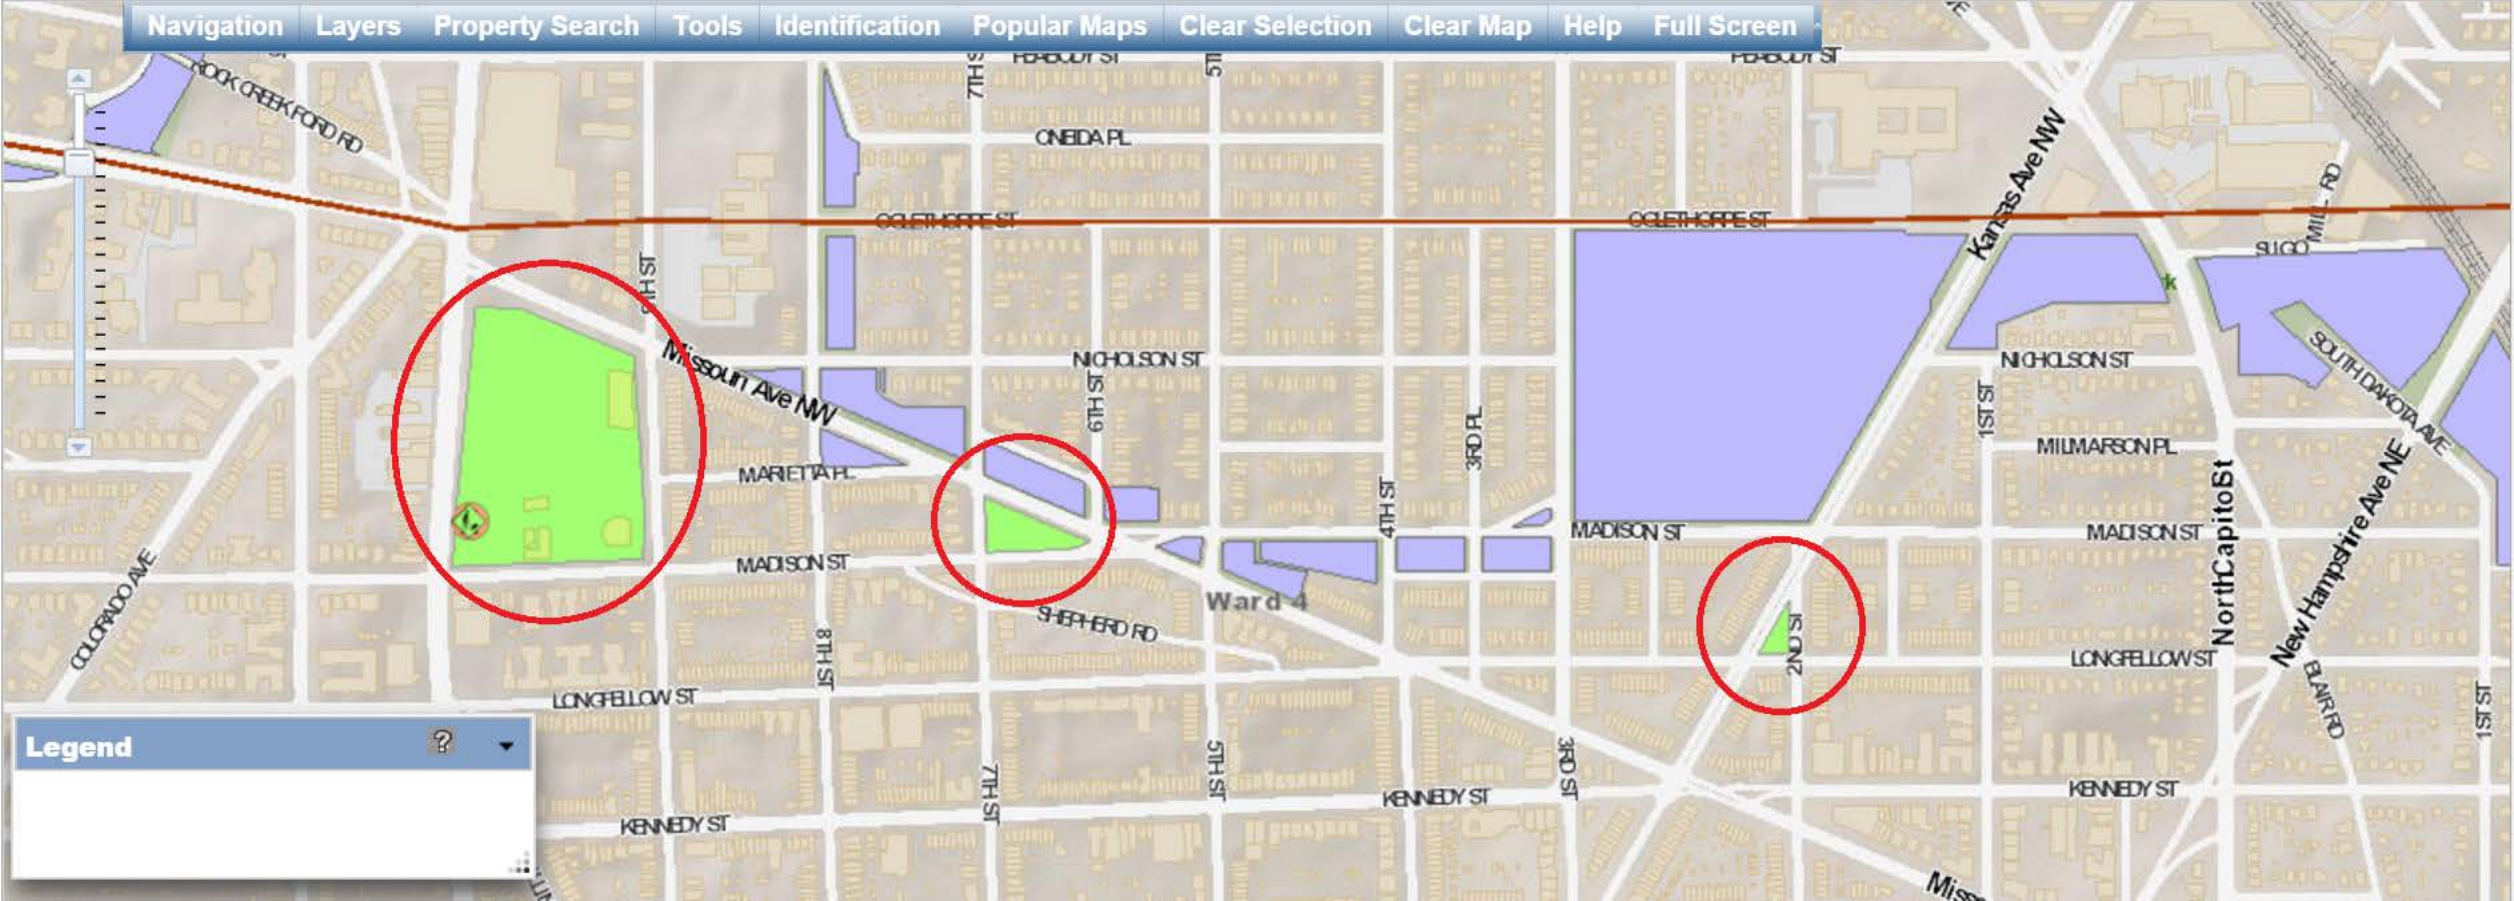 Navigation Layers Property Search Tools Identification Popular Maps Clear Selection Clear Map Help Full Screen
PEABODY ST
PEABODY ST
7TH S
ROCK CREEK FORD RD
ONEIDA PL
Kansas Ave NW
MILL RD
OGLETHORPE ST
OGLETHORPE ST
SLIGO
k
Missouri Ave NW
NICHOLSON ST
NICHOLSON ST
6TH ST
3RD PL
1ST ST
SOUTH DAKOTA AVE
MILMARSON PL
MARIETTA PL
4TH ST
MADISON ST
MADISON ST
MADISON ST
North Capitol St
New Hampshire Ave NE
COLORADO AVE
Ward 4
SHEPHERD RD
8TH ST
2ND ST
LONGFELLOW ST
LONGFELLOW ST
BLAIR RD
1ST ST
Legend ?
7TH ST
5TH ST
3RD ST
KENNEDY ST
KENNEDY ST
KENNEDY ST
Misso